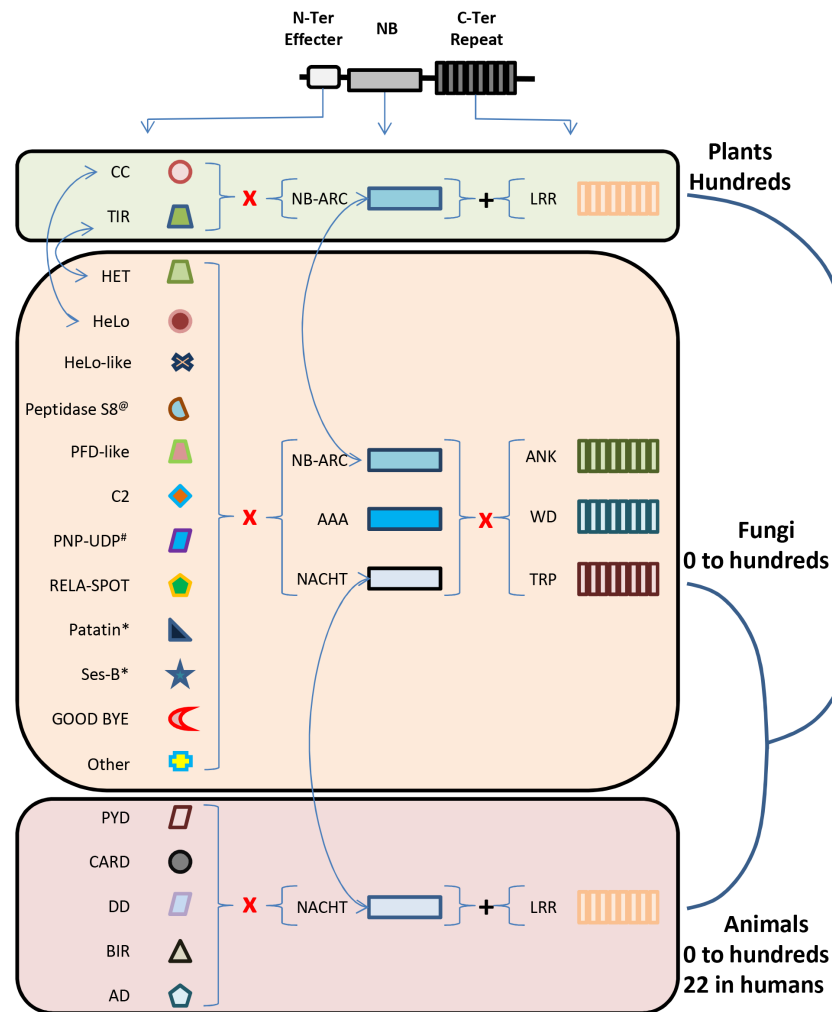 N-Ter
Effecter
NB
C-Ter
Repeat
CC
TIR
X
NB-ARC
+
LRR
Plants
Hundreds
HET
HeLo
HeLo-like
Peptidase S8@
PFD-like
C2
PNP-UDP#
RELA-SPOT
Patatin*
Ses-B*
GOOD BYE
Other
X
NB-ARC
AAA
NACHT
X
ANK
WD
TRP
Fungi
0 to hundreds
PYD
CARD
DD
BIR
AD
X
NACHT
+
LRR
Animals
0 to hundreds
22 in humans